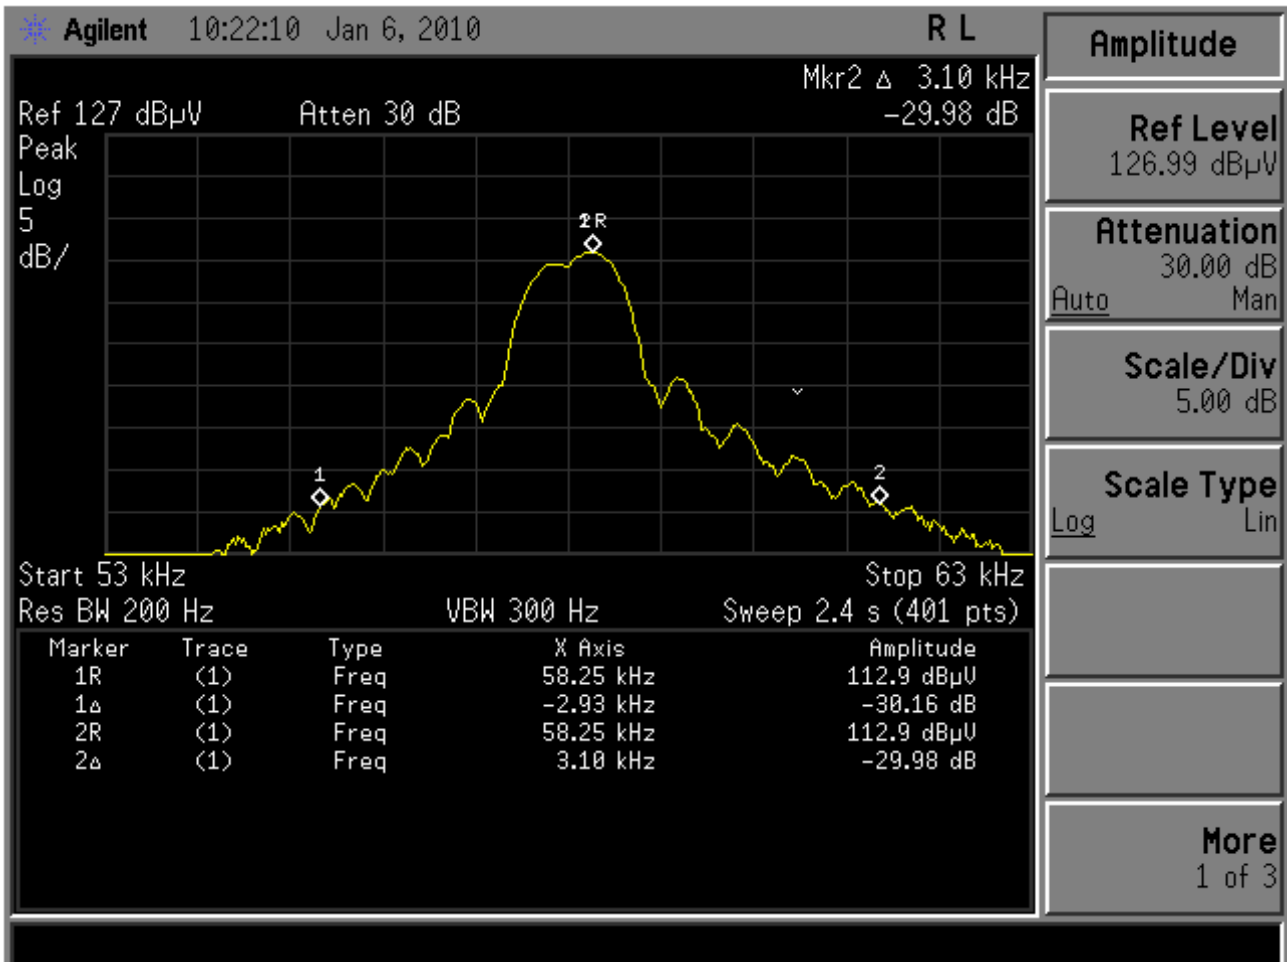 Agilent 10:22:10 Jan 6, 2010 R L
Mkr2 Δ 3.10 kHz
Ref 127 dBµV Atten 30 dB -29.98 dB
Peak
Log
5
dB/
1R
1
2
Start 53 kHz Stop 63 kHz
Res BW 200 Hz VBW 300 Hz Sweep 2.4 s (401 pts)
Marker Trace Type X Axis Amplitude
1R (1) Freq 58.25 kHz 112.9 dBµV
1Δ (1) Freq -2.93 kHz -30.16 dB
2R (1) Freq 58.25 kHz 112.9 dBµV
2Δ (1) Freq 3.10 kHz -29.98 dB
Amplitude
Ref Level
126.99 dBµV
Attenuation
30.00 dB
Auto Man
Scale/Div
5.00 dB
Scale Type
Log Lin
More
1 of 3